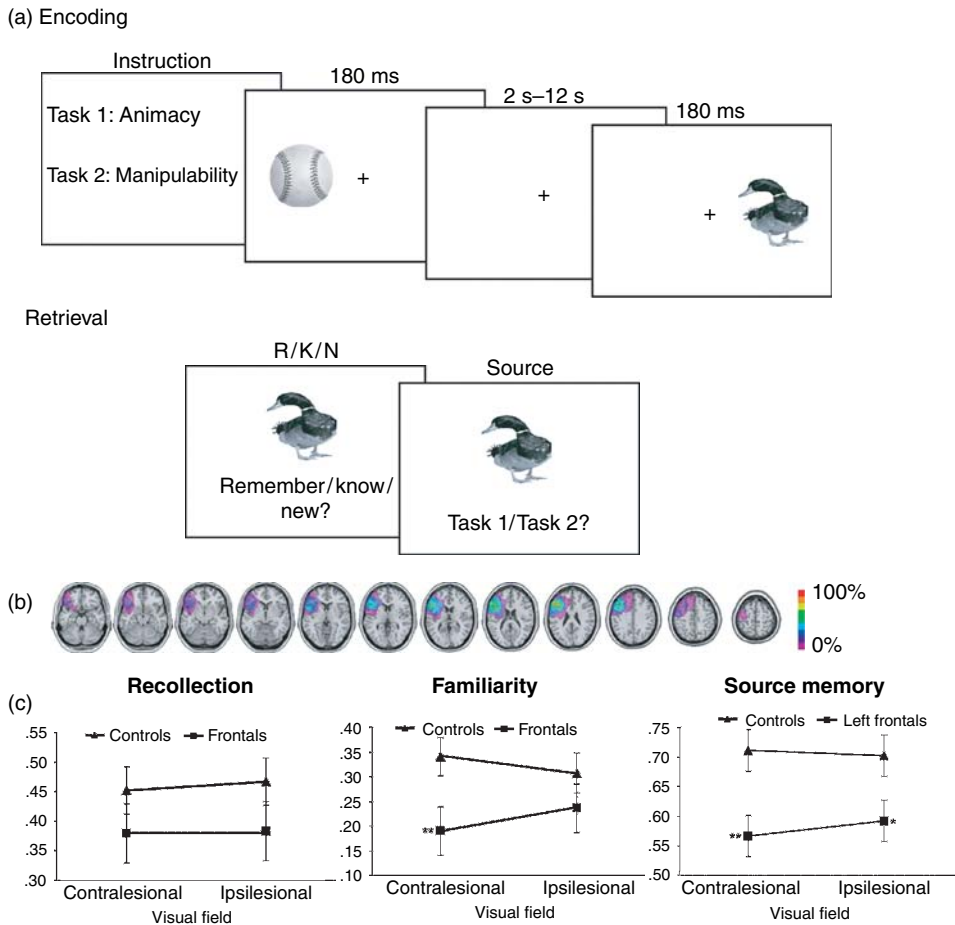 (a) Encoding
Instruction
Task 1: Animacy
Task 2: Manipulability
180 ms
+
2 s–12 s
+
180 ms
+
Retrieval
R/K/N
Remember/know/
new?
Source
Task 1/Task 2?
(b)
100%
0%
(c)
Recollection
Controls Frontals
.55
.50
.45
.40
.35
.30
Contralesional Ipsilesional
Visual field
Familiarity
Controls Frontals
.40
.35
.30
.25
.20
.15
.10
**
Contralesional Ipsilesional
Visual field
Source memory
Controls Left frontals
.75
.70
.65
.60
.55
.50
**
*
Contralesional Ipsilesional
Visual field